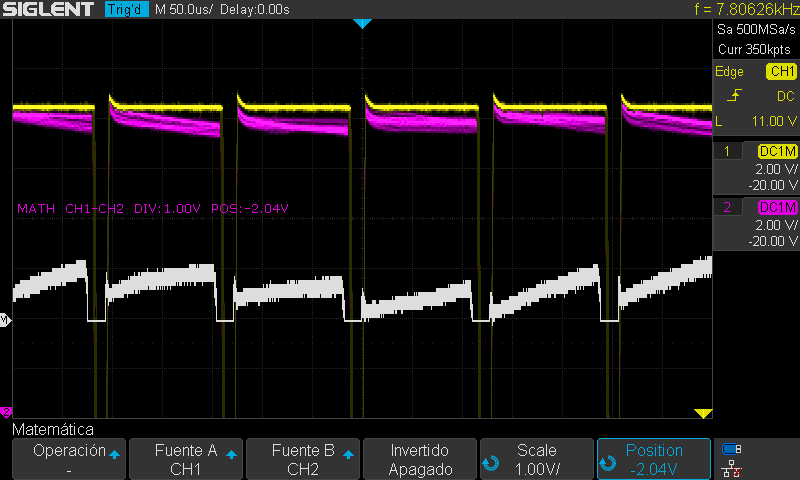 SIGLENT Trig'd M 50.0us/ Delay:0.00s f = 7.80626kHz
Sa 500MSa/s
Curr 350kpts
Edge CH1
DC
L 11.00 V
1 DC1M
2.00 V/
-20.00 V
2 DC1M
2.00 V/
-20.00 V
MATH CH1-CH2 DIV:1.00V POS:-2.04V
M
2
Matemática
Operación
-
Fuente A
CH1
Fuente B
CH2
Invertido
Apagado
Scale
1.00V/
Position
-2.04V